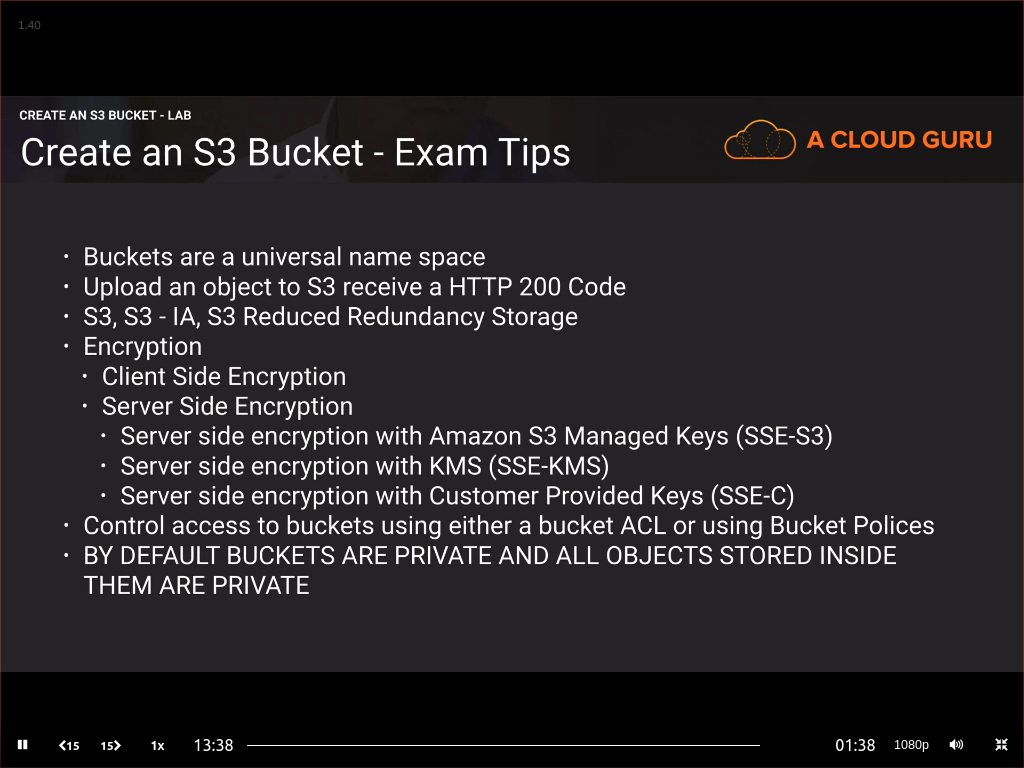 1.40
CREATE AN S3 BUCKET - LAB
Create an S3 Bucket - Exam Tips
A CLOUD GURU
· Buckets are a universal name space
· Upload an object to S3 receive a HTTP 200 Code
· S3, S3 - IA, S3 Reduced Redundancy Storage
· Encryption
· Client Side Encryption
· Server Side Encryption
· Server side encryption with Amazon S3 Managed Keys (SSE-S3)
· Server side encryption with KMS (SSE-KMS)
· Server side encryption with Customer Provided Keys (SSE-C)
· Control access to buckets using either a bucket ACL or using Bucket Polices
· BY DEFAULT BUCKETS ARE PRIVATE AND ALL OBJECTS STORED INSIDE
THEM ARE PRIVATE
15 15 1x 13:38 01:38 1080p